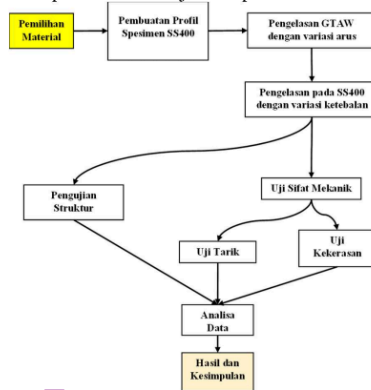 Pemilihan
Material
Pembuatan Profil
Spesimen SS400
Pengelasan GTAW
dengan variasi arus
Pengelasan pada SS400
dengan variasi ketebalan
Pengujian
Struktur
Uji Sifat Mekanik
Uji Tarik
Uji
Kekerasan
Analisa
Data
Hasil dan
Kesimpulan